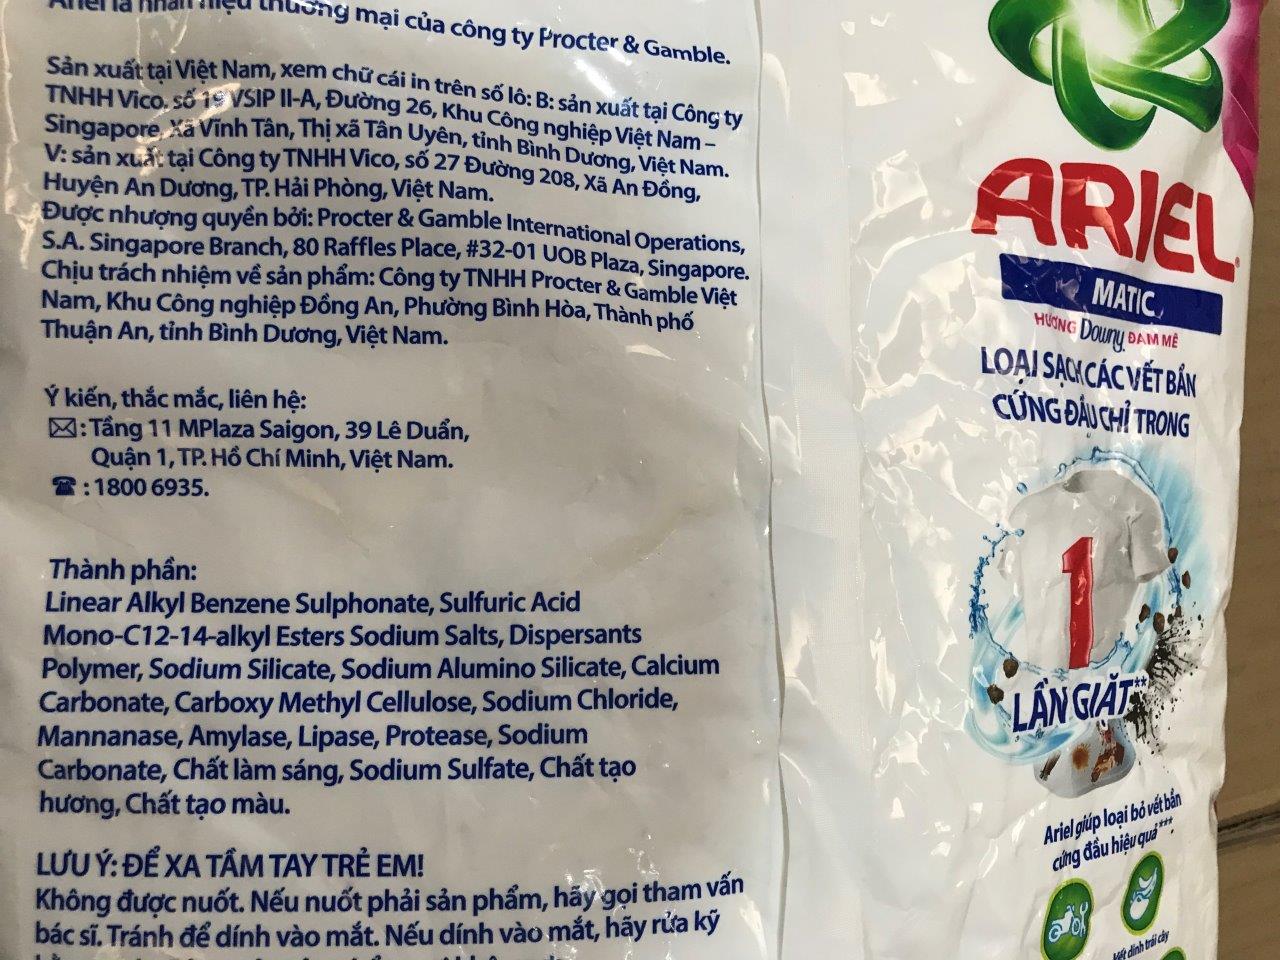 Ariel là nhãn hiệu thương mại của công ty Procter & Gamble.
Sản xuất tại Việt Nam, xem chữ cái in trên số lô: B: sản xuất tại Công ty
TNHH Vico, số 19 VSIP II-A, Đường 26, Khu Công nghiệp Việt Nam –
Singapore, Xã Vĩnh Tân, Thị xã Tân Uyên, tỉnh Bình Dương, Việt Nam.
V: sản xuất tại Công ty TNHH Vico, số 27 Đường 208, Xã An Đồng,
Huyện An Dương, TP. Hải Phòng, Việt Nam.
Được nhượng quyền bởi: Procter & Gamble International Operations,
S.A. Singapore Branch, 80 Raffles Place, #32-01 UOB Plaza, Singapore.
Chịu trách nhiệm về sản phẩm: Công ty TNHH Procter & Gamble Việt
Nam, Khu Công nghiệp Đồng An, Phường Bình Hòa, Thành phố
Thuận An, tỉnh Bình Dương, Việt Nam.
Ý kiến, thắc mắc, liên hệ:
: Tầng 11 MPlaza Saigon, 39 Lê Duẩn,
Quận 1, TP. Hồ Chí Minh, Việt Nam.
: 1800 6935.
Thành phần:
Linear Alkyl Benzene Sulphonate, Sulfuric Acid
Mono-C12-14-alkyl Esters Sodium Salts, Dispersants
Polymer, Sodium Silicate, Sodium Alumino Silicate, Calcium
Carbonate, Carboxy Methyl Cellulose, Sodium Chloride,
Mannanase, Amylase, Lipase, Protease, Sodium
Carbonate, Chất làm sáng, Sodium Sulfate, Chất tạo
hương, Chất tạo màu.
LƯU Ý: ĐỂ XA TẦM TAY TRẺ EM!
Không được nuốt. Nếu nuốt phải sản phẩm, hãy gọi tham vấn
bác sĩ. Tránh để dính vào mắt. Nếu dính vào mắt, hãy rửa kỹ
ARIEL
MATIC
HƯƠNG Downy ĐAM MÊ
LOẠI SẠCH CÁC VẾT BẨN
CỨNG ĐẦU CHỈ TRONG
1
LẦN GIẶT**
Ariel giúp loại bỏ vết bẩn
cứng đầu hiệu quả***:
Vết dính trái cây